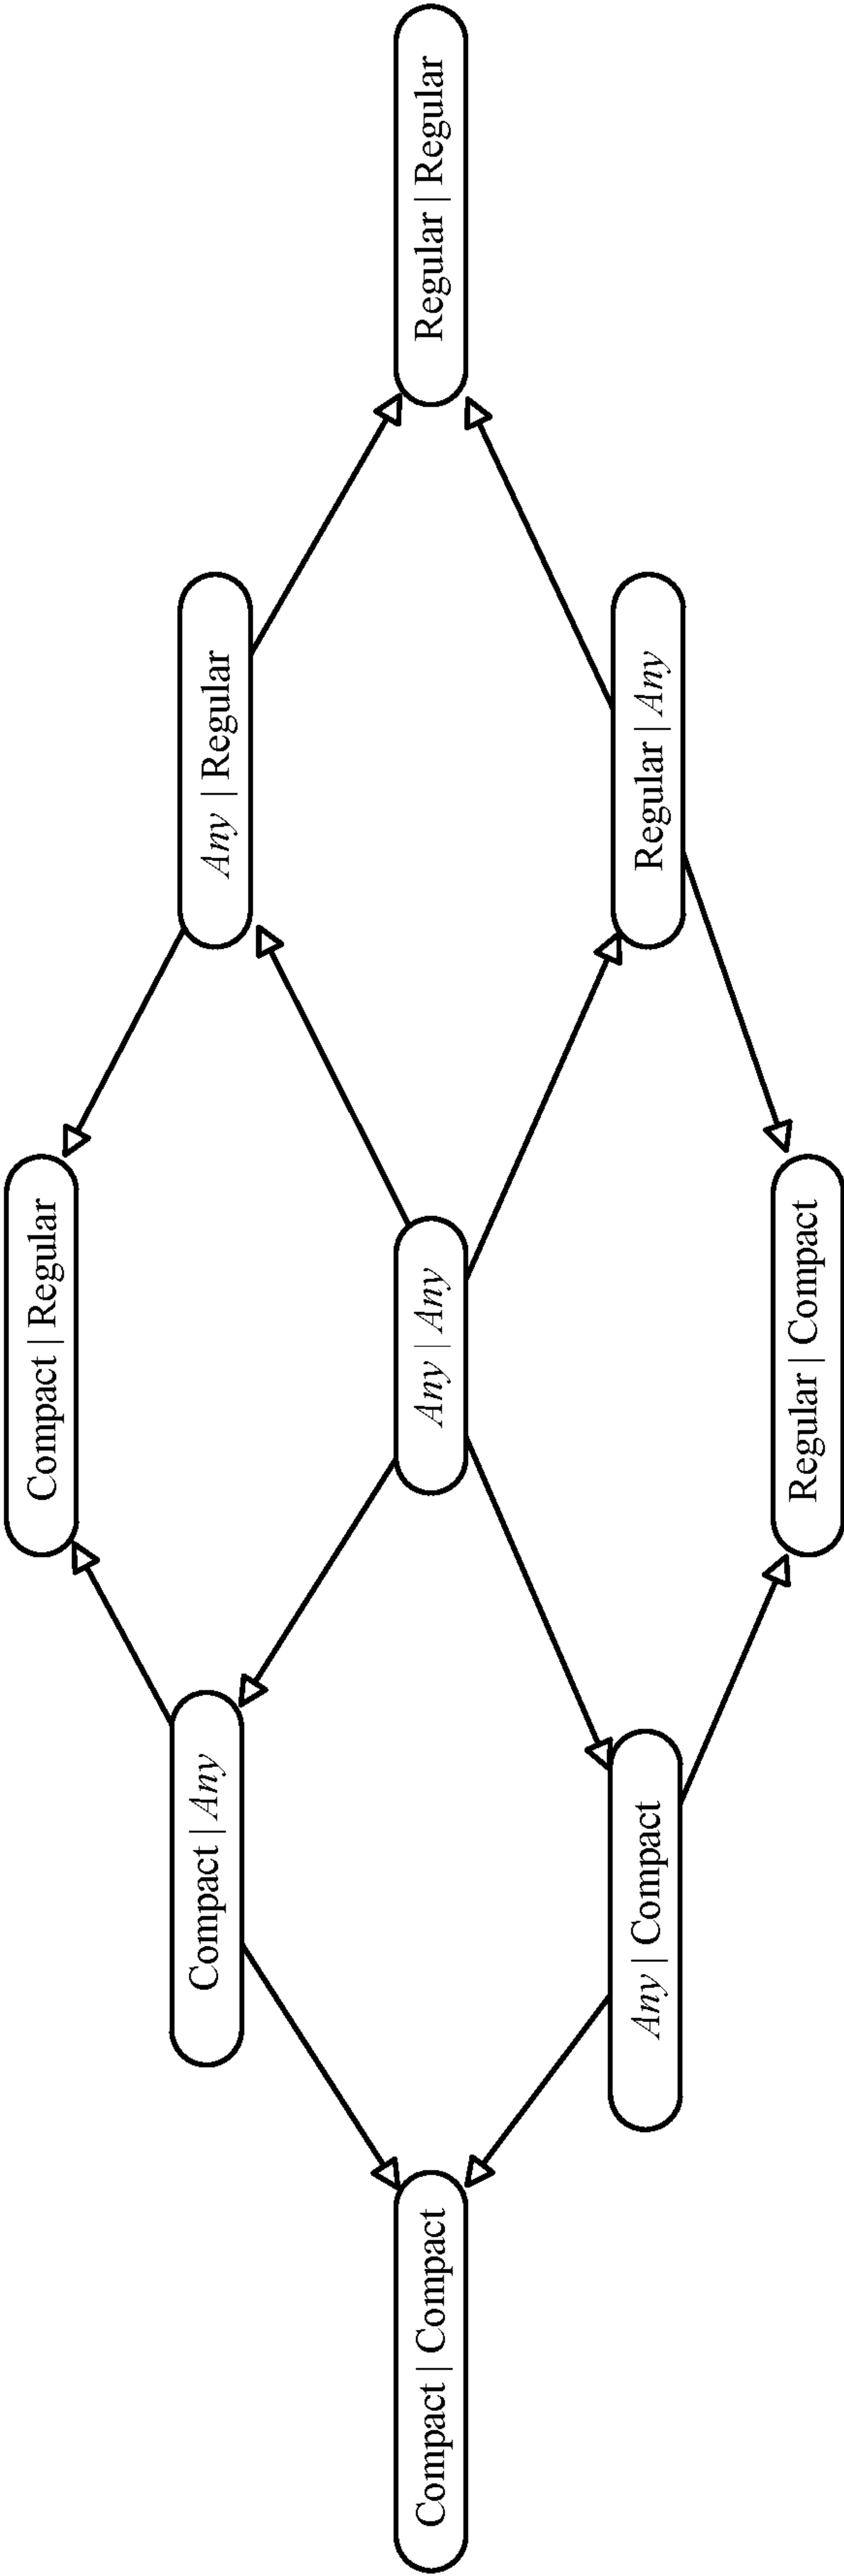 Compact | Regular
Compact | Any
Any | Regular
Compact | Compact
Any | Any
Regular | Regular
Any | Compact
Regular | Any
Regular | Compact